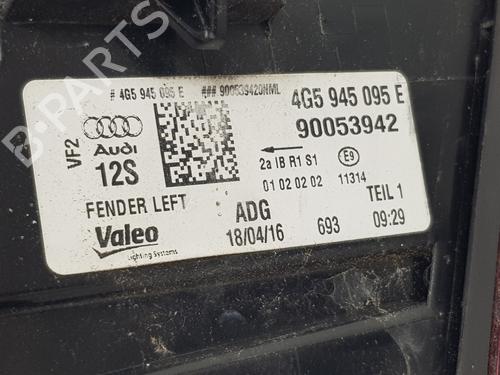 # 4G5 945 095 E ### 90053942DNML
4G5 945 095 E
90053942
VF2
Audi
12S
2a IB R1 S1 E9
01 02 02 02 11314
FENDER LEFT
ADG
TEIL 1
Valeo
Lighting Systems
18/04/16 693 09:29
B-PARTS